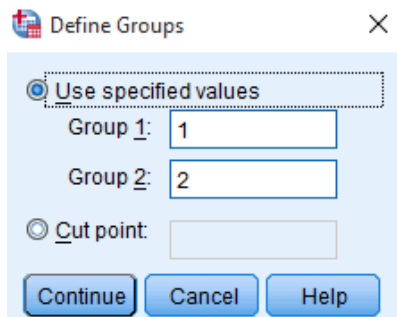 Define Groups
Use specified values
Group 1: 1
Group 2: 2
Cut point:
Continue Cancel Help